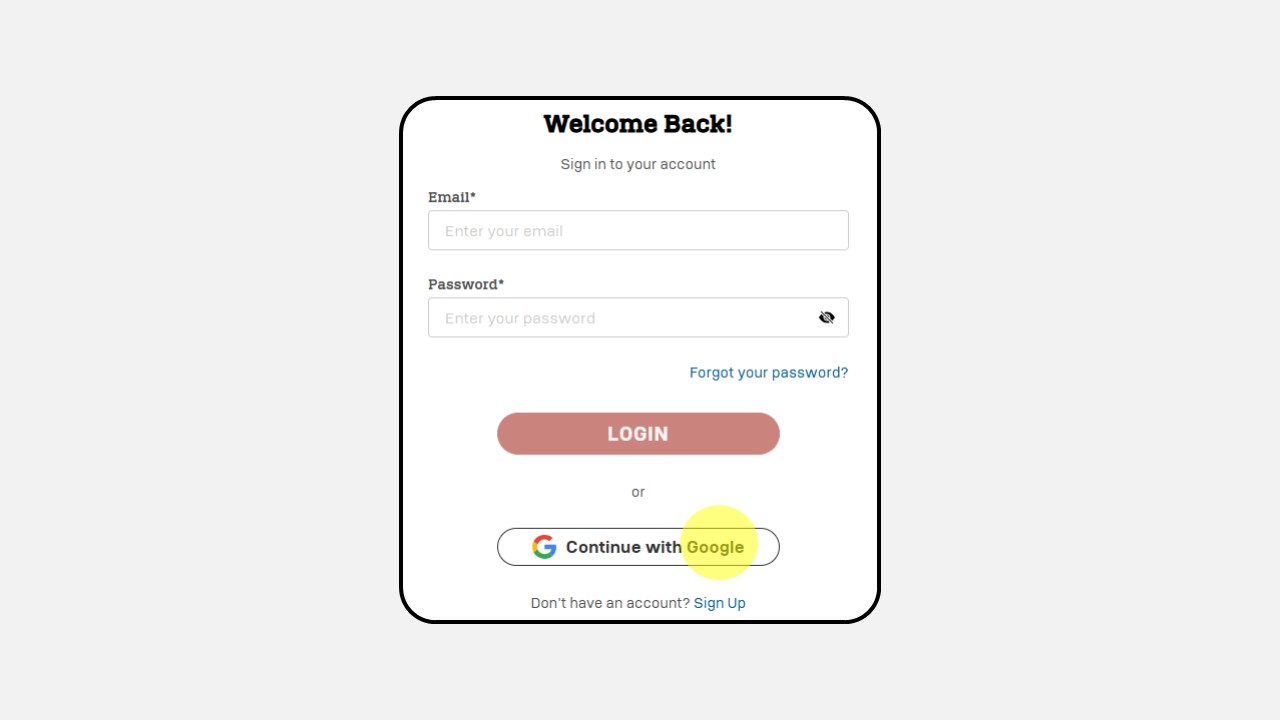 Welcome Back!
Sign in to your account
Email*
Enter your email
Password*
Enter your password
Forgot your password?
LOGIN
or
Continue with Google
Don't have an account? Sign Up